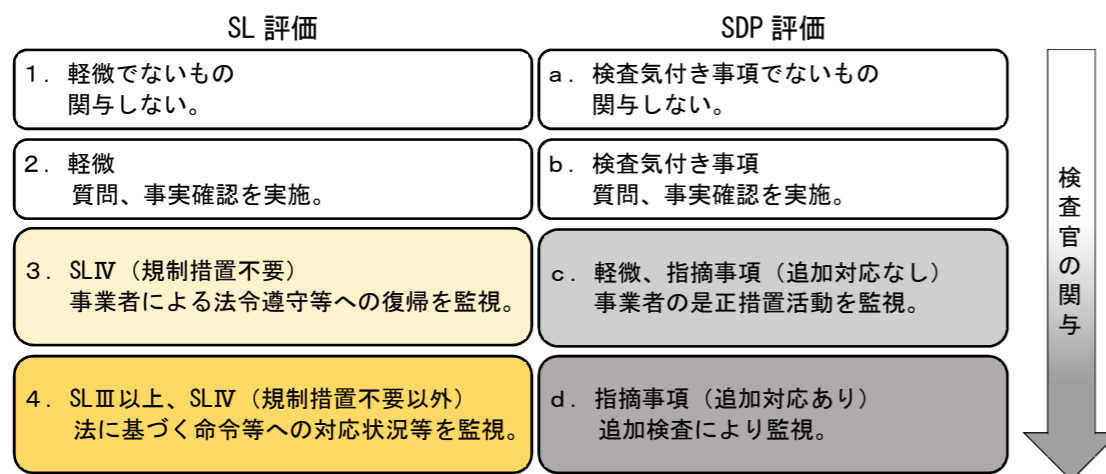 SL 評価
1. 軽微でないもの
関与しない。
2. 軽微
質問、事実確認を実施。
3. SLⅣ（規制措置不要）
事業者による法令遵守等への復帰を監視。
4. SLⅢ以上、SLⅣ（規制措置不要以外）
法に基づく命令等への対応状況等を監視。
SDP 評価
a. 検査気付き事項でないもの
関与しない。
b. 検査気付き事項
質問、事実確認を実施。
c. 軽微、指摘事項（追加対応なし）
事業者の是正措置活動を監視。
d. 指摘事項（追加対応あり）
追加検査により監視。
検査官の関与